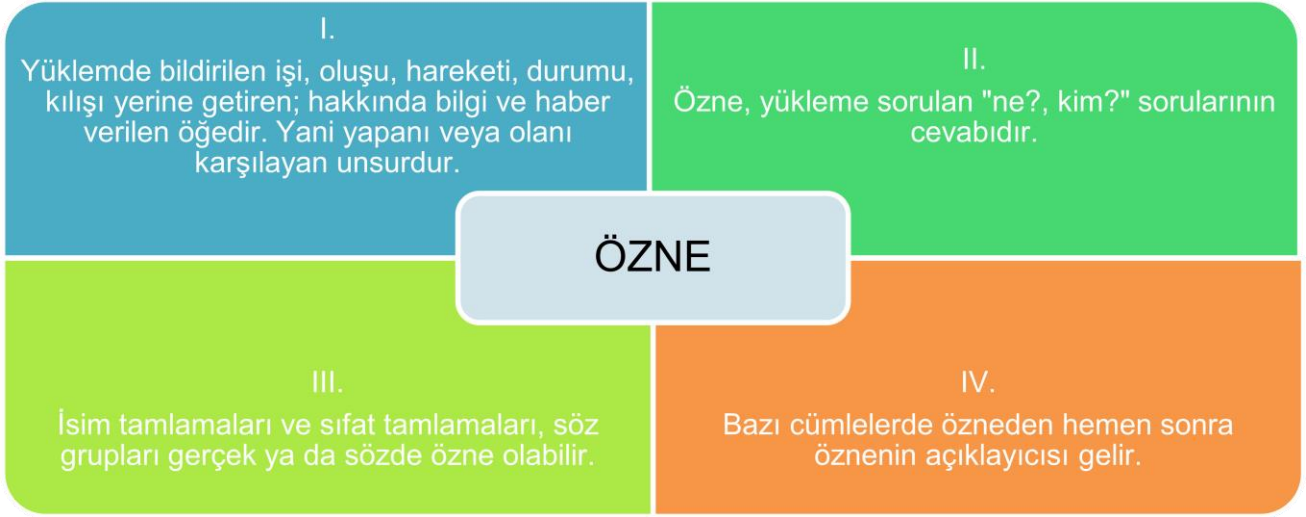 I.
Yüklemde bildirilen işi, oluşu, hareketi, durumu,
kılışı yerine getiren; hakkında bilgi ve haber
verilen öğedir. Yani yapanı veya olanı
karşılayan unsurdur.
II.
Özne, yükleme sorulan "ne?, kim?" sorularının
cevabıdır.
ÖZNE
III.
İsim tamlamaları ve sıfat tamlamaları, söz
grupları gerçek ya da sözde özne olabilir.
IV.
Bazı cümlelerde özneden hemen sonra
öznenin açıklayıcısı gelir.